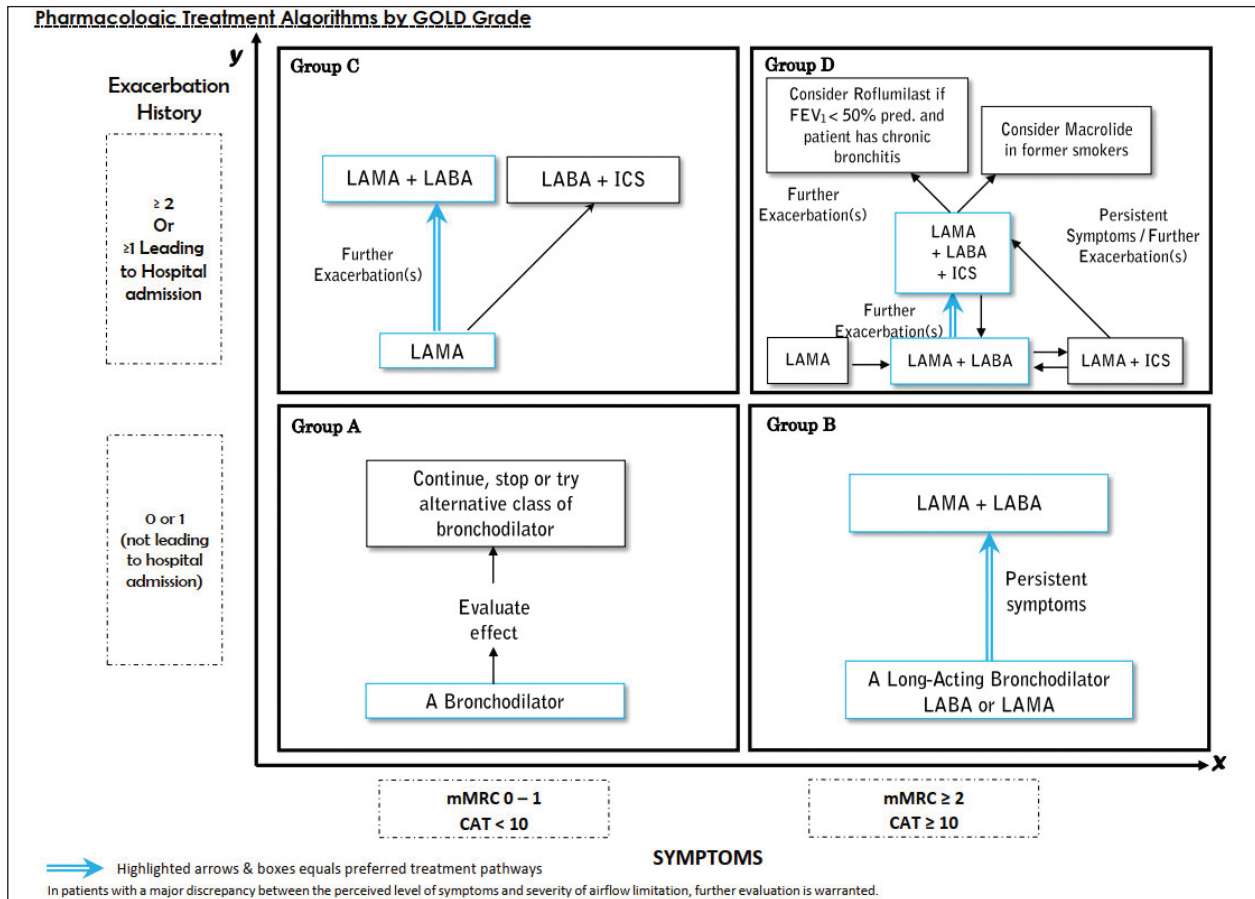 Pharmacologic Treatment Algorithms by GOLD Grade
y
Exacerbation
History
≥ 2
Or
≥1 Leading
to Hospital
admission
0 or 1
(not leading
to hospital
admission)
Group C
LAMA + LABA
LABA + ICS
Further
Exacerbation(s)
LAMA
Group D
Consider Roflumilast if
FEV₁ < 50% pred. and
patient has chronic
bronchitis
Consider Macrolide
in former smokers
Further
Exacerbation(s)
Persistent
Symptoms / Further
Exacerbation(s)
LAMA
+ LABA
+ ICS
Further
Exacerbation(s)
LAMA
LAMA + LABA
LAMA + ICS
Group A
Continue, stop or try
alternative class of
bronchodilator
Evaluate
effect
A Bronchodilator
Group B
LAMA + LABA
Persistent
symptoms
A Long-Acting Bronchodilator
LABA or LAMA
x
mMRC 0 – 1
CAT < 10
mMRC ≥ 2
CAT ≥ 10
SYMPTOMS
Highlighted arrows & boxes equals preferred treatment pathways
In patients with a major discrepancy between the perceived level of symptoms and severity of airflow limitation, further evaluation is warranted.